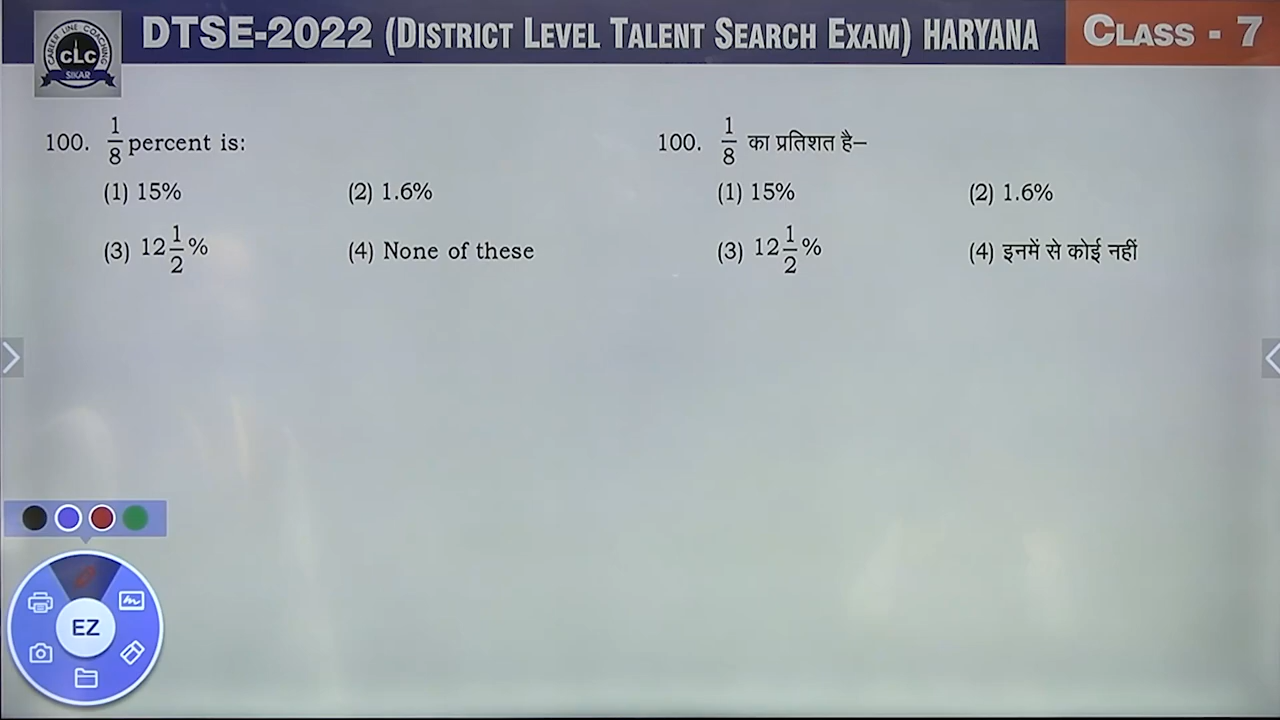 DTSE-2022 (DISTRICT LEVEL TALENT SEARCH EXAM) HARYANA
CLASS - 7
CAREER LINE COACHING
CLC
SIKAR
100. 1/8 percent is:
(1) 15% (2) 1.6%
(3) 12 1/2 % (4) None of these
100. 1/8 का प्रतिशत है–
(1) 15% (2) 1.6%
(3) 12 1/2 % (4) इनमें से कोई नहीं
EZ